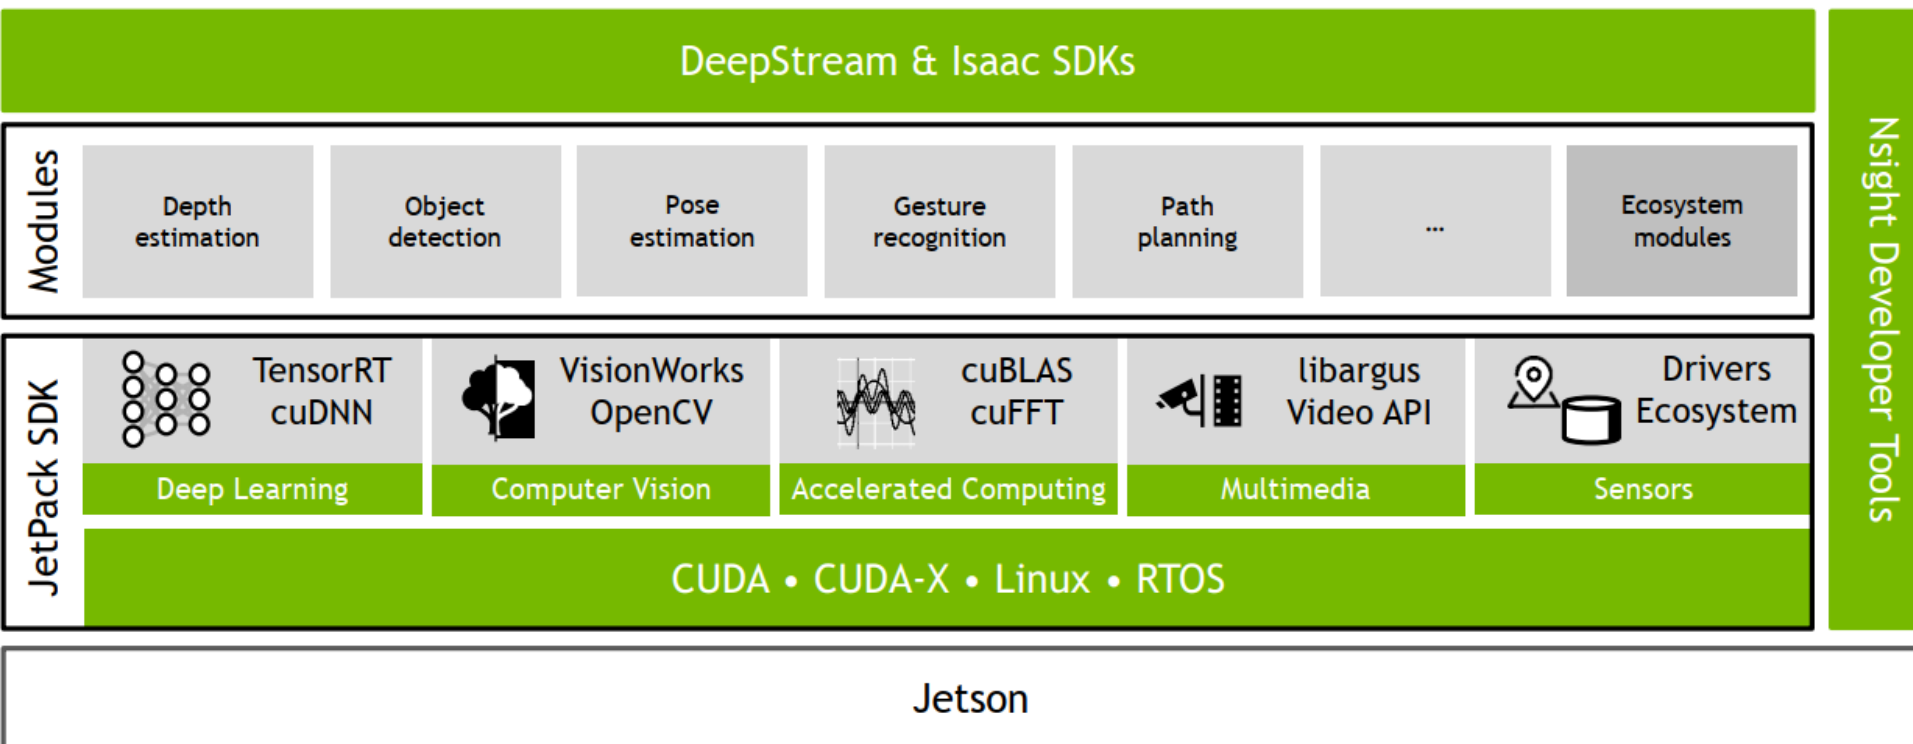 DeepStream & Isaac SDKs
Modules
Depth
estimation
Object
detection
Pose
estimation
Gesture
recognition
Path
planning
...
Ecosystem
modules
JetPack SDK
TensorRT
cuDNN
Deep Learning
VisionWorks
OpenCV
Computer Vision
cuBLAS
cuFFT
Accelerated Computing
libargus
Video API
Multimedia
Drivers
Ecosystem
Sensors
CUDA • CUDA-X • Linux • RTOS
Nsight Developer Tools
Jetson